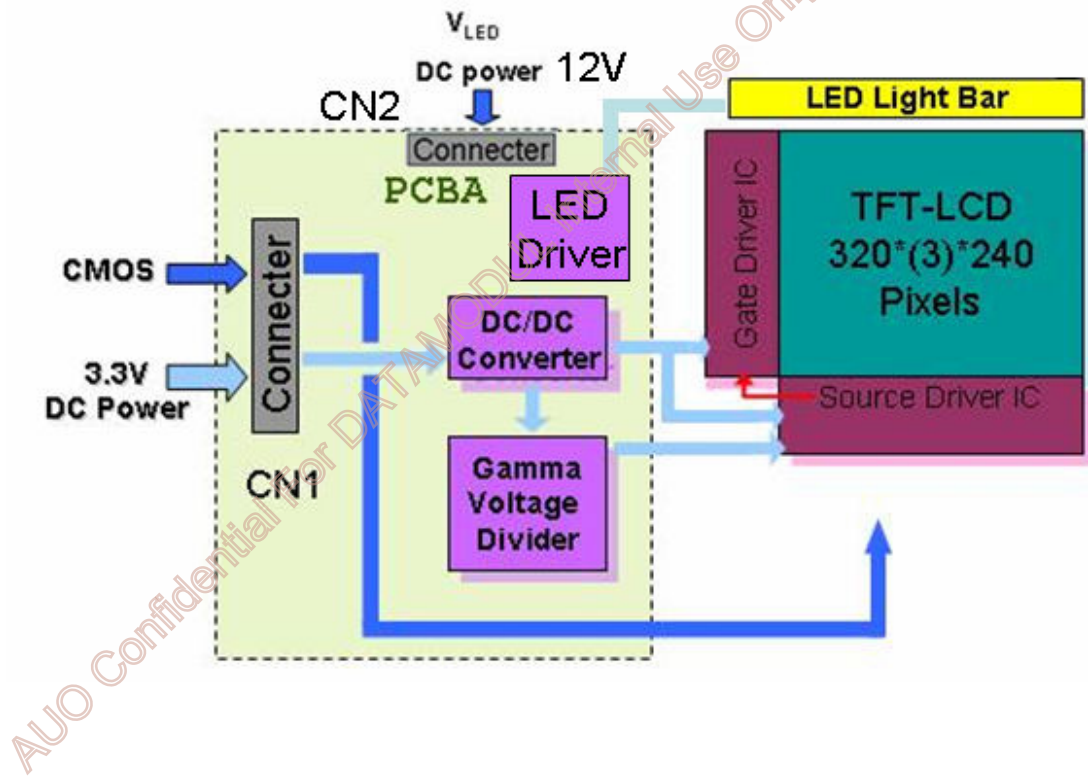 V_LED
DC power 12V
CN2
Connecter
PCBA
LED
Driver
LED Light Bar
Gate Driver IC
TFT-LCD
320*(3)*240
Pixels
Source Driver IC
CMOS
3.3V
DC Power
Connecter
CN1
DC/DC
Converter
Gamma
Voltage
Divider
AUO Confidential For DATAMODUL Internal Use Only